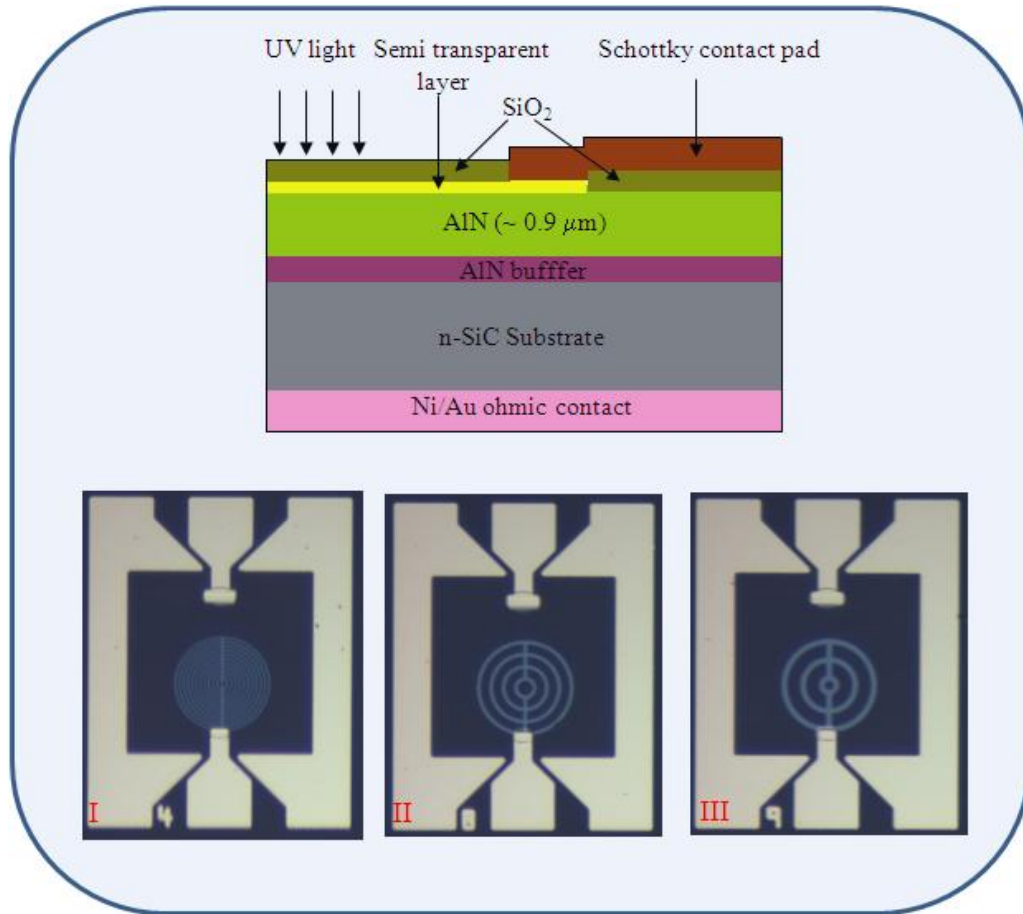 UV light
Semi transparent
layer
Schottky contact pad
SiO₂
AlN (~ 0.9 μm)
AlN bufffer
n-SiC Substrate
Ni/Au ohmic contact
I
4
II
8
III
9